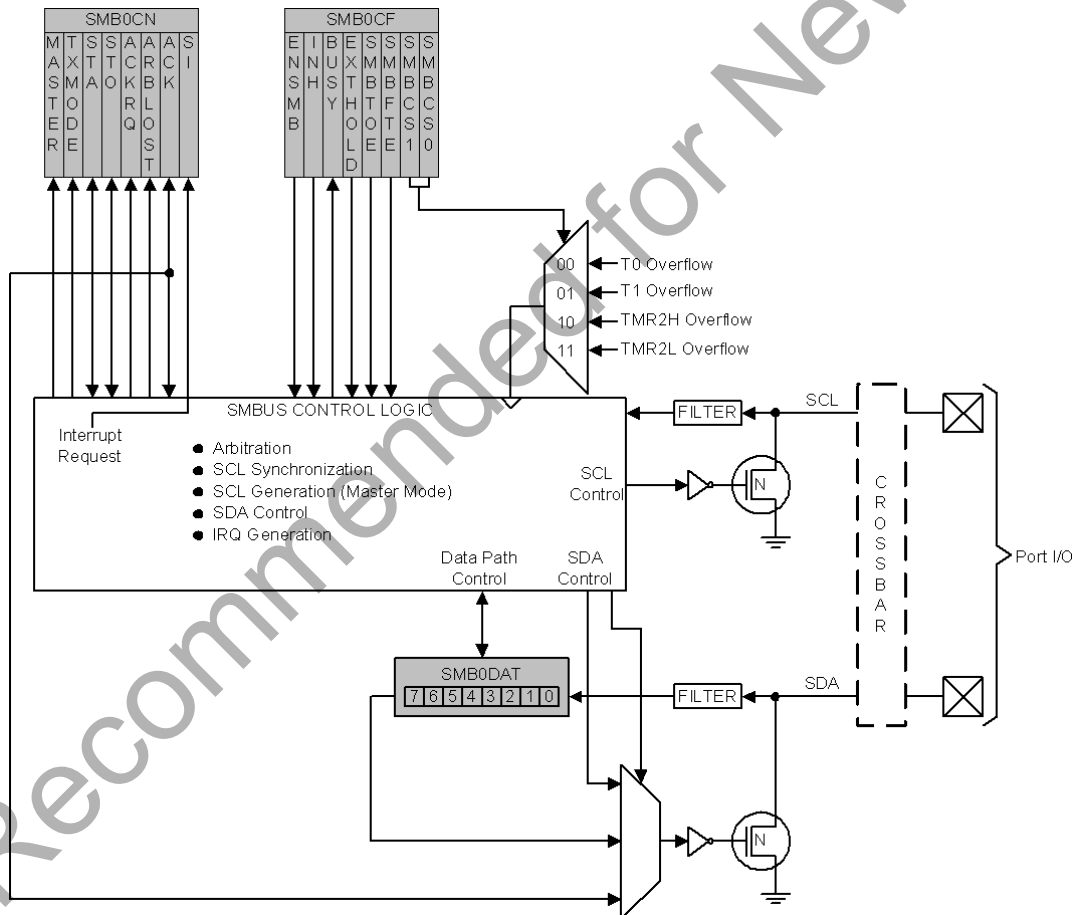 SMB0CN
MASTER
TXMODE
STA
STO
ACKRQ
ARBLOST
ACK
SI
SMB0CF
ENSMB
INH
BUSY
EXTHOLD
SMBTOE
SMBFTE
SMBCS1
SMBCS0
00 T0 Overflow
01 T1 Overflow
10 TMR2H Overflow
11 TMR2L Overflow
SMBUS CONTROL LOGIC
Interrupt
Request
● Arbitration
● SCL Synchronization
● SCL Generation (Master Mode)
● SDA Control
● IRQ Generation
SCL
Control
Data Path
Control
SDA
Control
FILTER
SCL
N
CROSSBAR
Port I/O
SMB0DAT
7 6 5 4 3 2 1 0
FILTER
SDA
N
Recommended for New